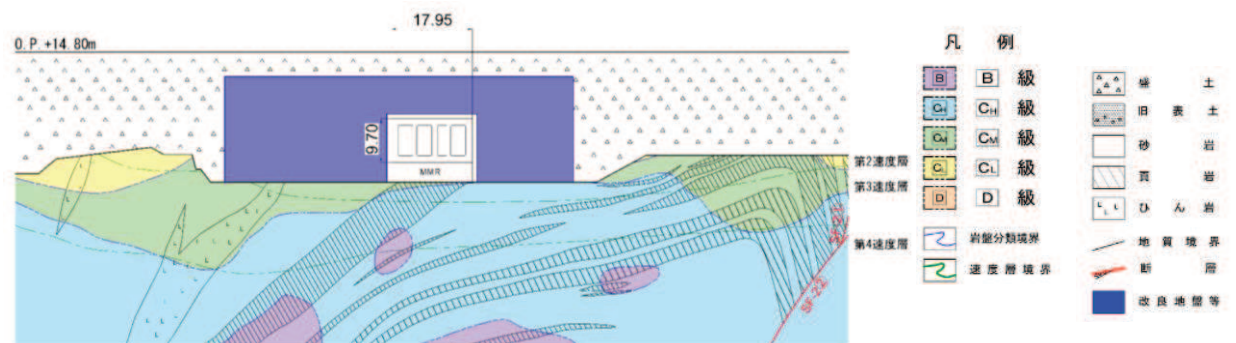 17.95
O.P.+14.80m
9.70
MMR
第2速度層
第3速度層
第4速度層
SF-22
凡 例
B B 級
CH CH 級
CM CM 級
CL CL 級
D D 級
岩盤分類境界
速度層境界
盛 土
旧 表 土
砂 岩
頁 岩
ひ ん 岩
地 質 境 界
断 層
改 良 地 盤 等